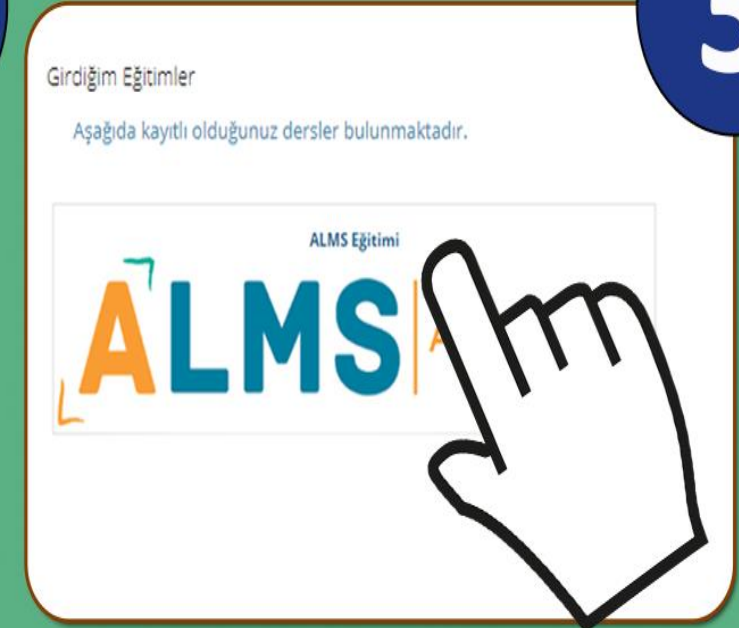 Girdiğim Eğitimler
Aşağıda kayıtlı olduğunuz dersler bulunmaktadır.
ALMS Eğitimi
ALMS